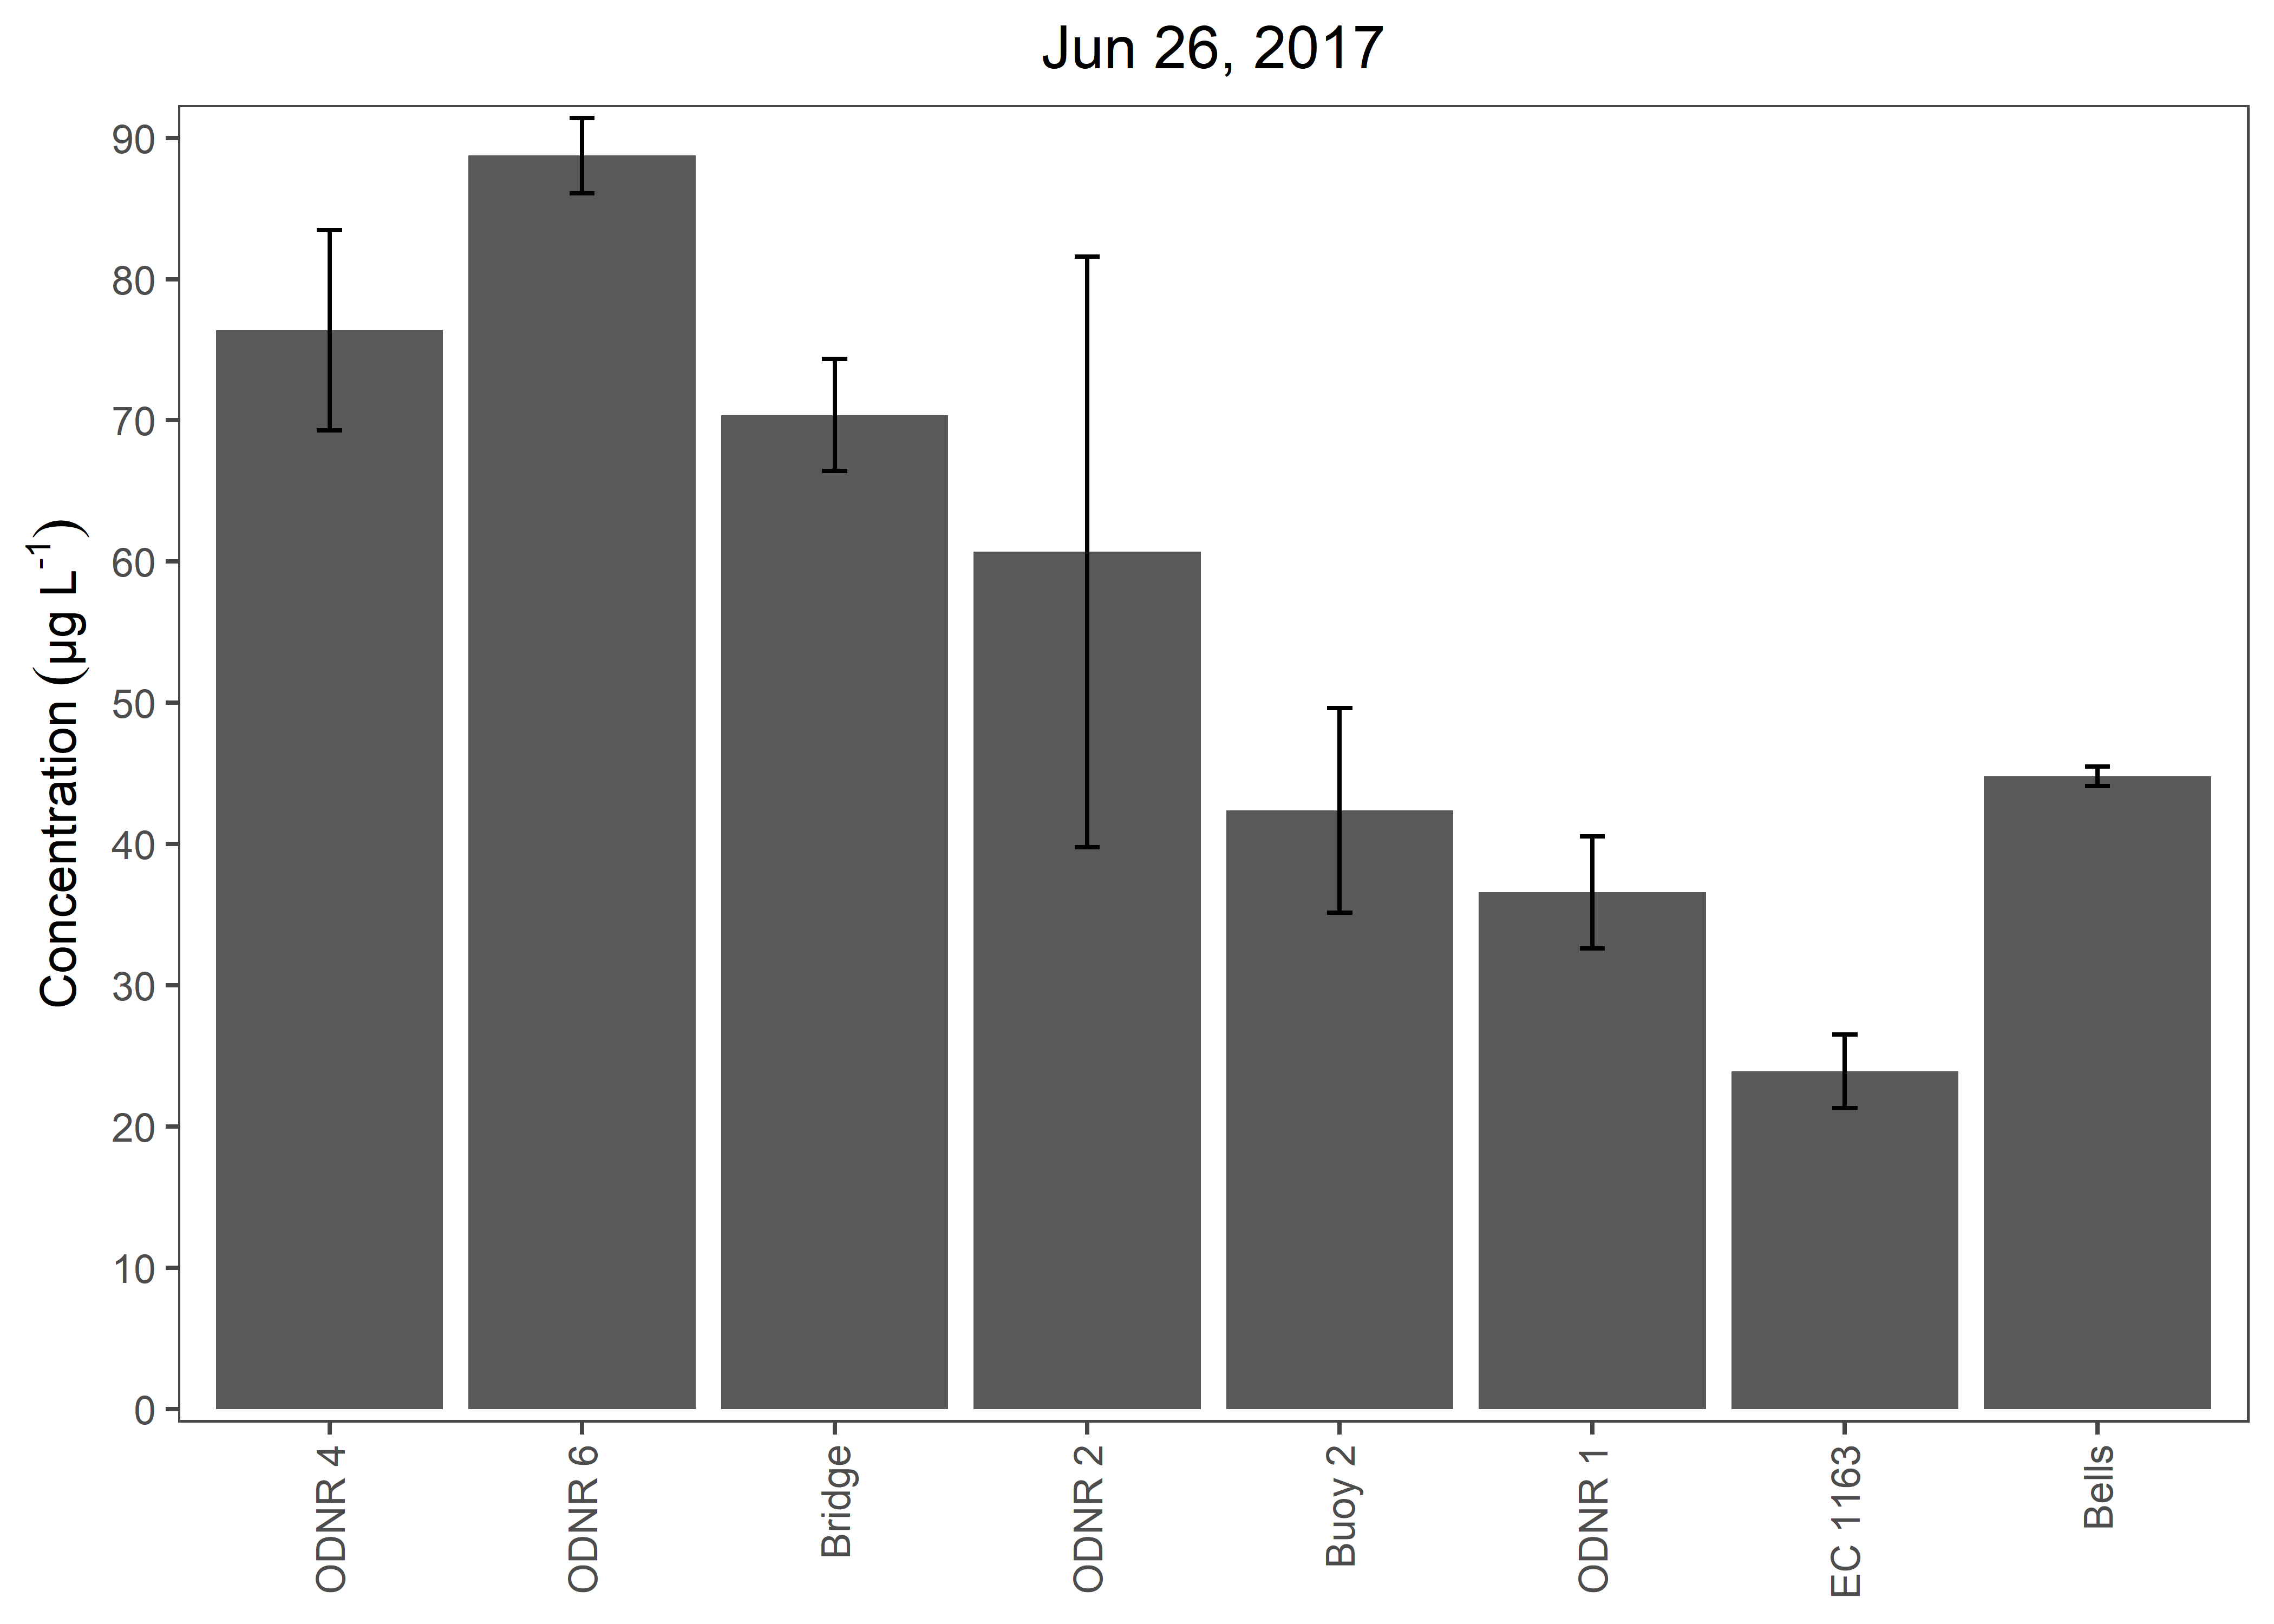 Jun 26, 2017
Concentration (µg L⁻¹)
90
80
70
60
50
40
30
20
10
0
ODNR 4
ODNR 6
Bridge
ODNR 2
Buoy 2
ODNR 1
EC 1163
Bells